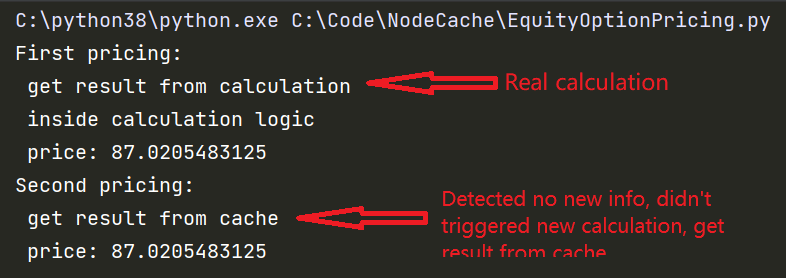 C:\python38\python.exe C:\Code\NodeCache\EquityOptionPricing.py
First pricing:
get result from calculation
Real calculation
inside calculation logic
price: 87.0205483125
Second pricing:
get result from cache
price: 87.0205483125
Detected no new info, didn't
triggered new calculation, get
result from cache